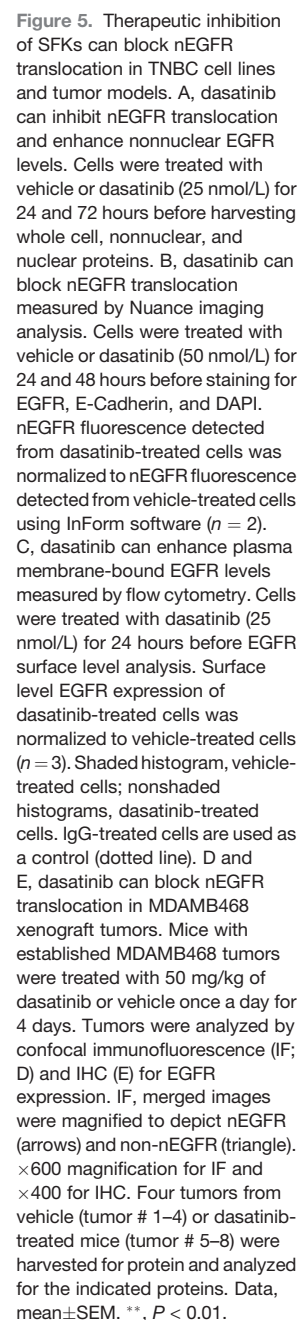 Figure 5. Therapeutic inhibition
of SFKs can block nEGFR
translocation in TNBC cell lines
and tumor models. A, dasatinib
can inhibit nEGFR translocation
and enhance nonnuclear EGFR
levels. Cells were treated with
vehicle or dasatinib (25 nmol/L) for
24 and 72 hours before harvesting
whole cell, nonnuclear, and
nuclear proteins. B, dasatinib can
block nEGFR translocation
measured by Nuance imaging
analysis. Cells were treated with
vehicle or dasatinib (50 nmol/L) for
24 and 48 hours before staining for
EGFR, E-Cadherin, and DAPI.
nEGFR fluorescence detected
from dasatinib-treated cells was
normalized to nEGFR fluorescence
detected from vehicle-treated cells
using InForm software (n = 2).
C, dasatinib can enhance plasma
membrane-bound EGFR levels
measured by flow cytometry. Cells
were treated with dasatinib (25
nmol/L) for 24 hours before EGFR
surface level analysis. Surface
level EGFR expression of
dasatinib-treated cells was
normalized to vehicle-treated cells
(n = 3). Shaded histogram, vehicle-
treated cells; nonshaded
histograms, dasatinib-treated
cells. IgG-treated cells are used as
a control (dotted line). D and
E, dasatinib can block nEGFR
translocation in MDAMB468
xenograft tumors. Mice with
established MDAMB468 tumors
were treated with 50 mg/kg of
dasatinib or vehicle once a day for
4 days. Tumors were analyzed by
confocal immunofluorescence (IF;
D) and IHC (E) for EGFR
expression. IF, merged images
were magnified to depict nEGFR
(arrows) and non-nEGFR (triangle).
×600 magnification for IF and
×400 for IHC. Four tumors from
vehicle (tumor # 1–4) or dasatinib-
treated mice (tumor # 5–8) were
harvested for protein and analyzed
for the indicated proteins. Data,
mean±SEM. **, P < 0.01.